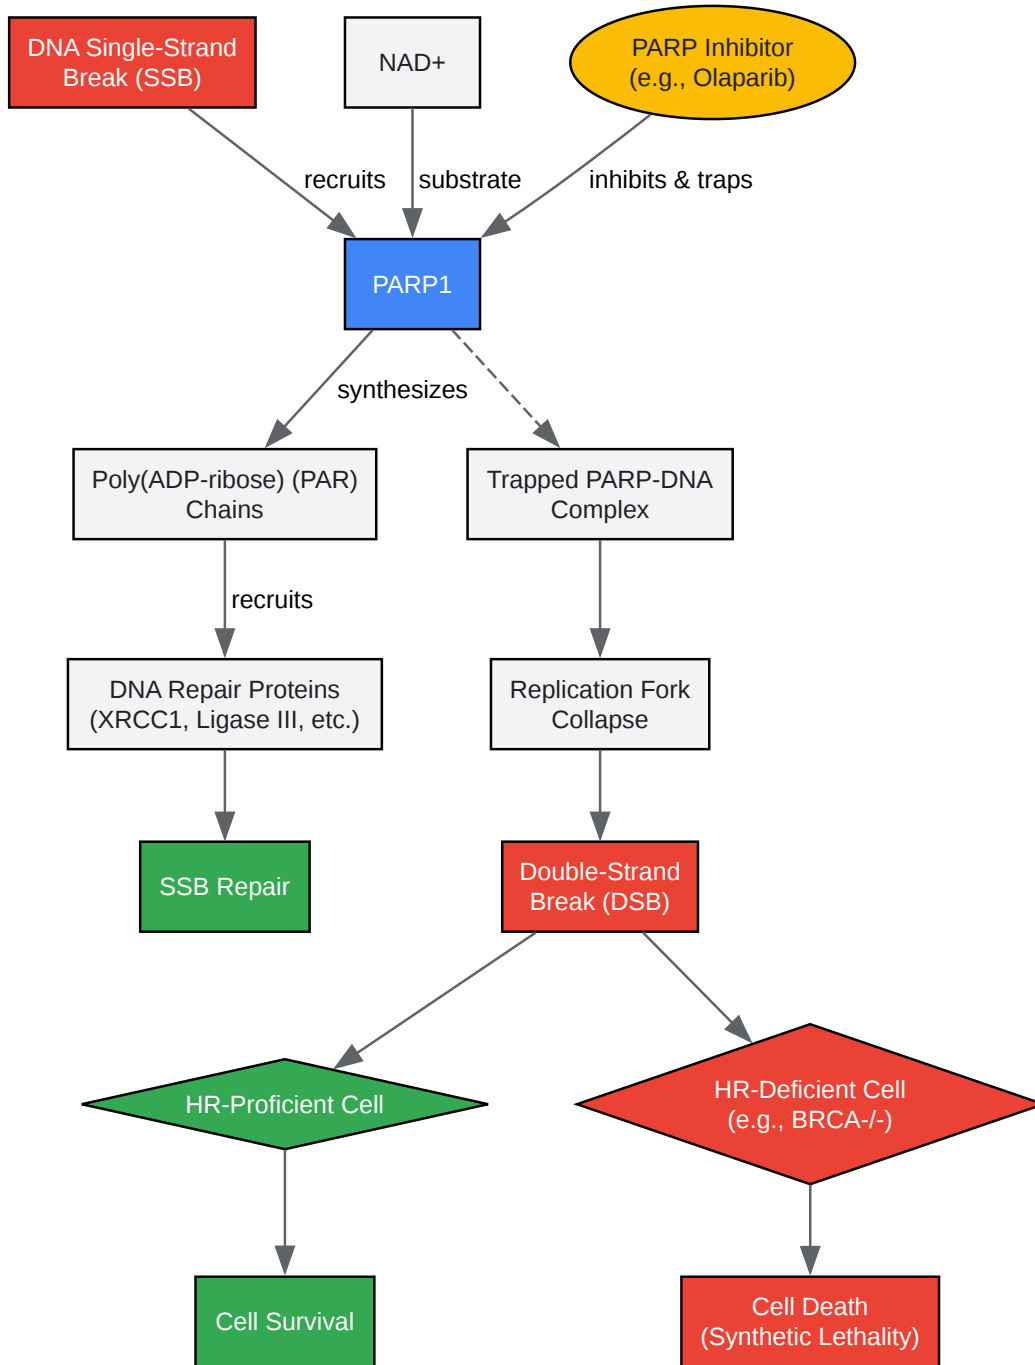 DNA Single-Strand
Break (SSB)
NAD+
PARP Inhibitor
(e.g., Olaparib)
recruits
substrate
inhibits & traps
PARP1
synthesizes
Poly(ADP-ribose) (PAR)
Chains
Trapped PARP-DNA
Complex
recruits
DNA Repair Proteins
(XRCC1, Ligase III, etc.)
Replication Fork
Collapse
SSB Repair
Double-Strand
Break (DSB)
HR-Proficient Cell
HR-Deficient Cell
(e.g., BRCA-/-)
Cell Survival
Cell Death
(Synthetic Lethality)